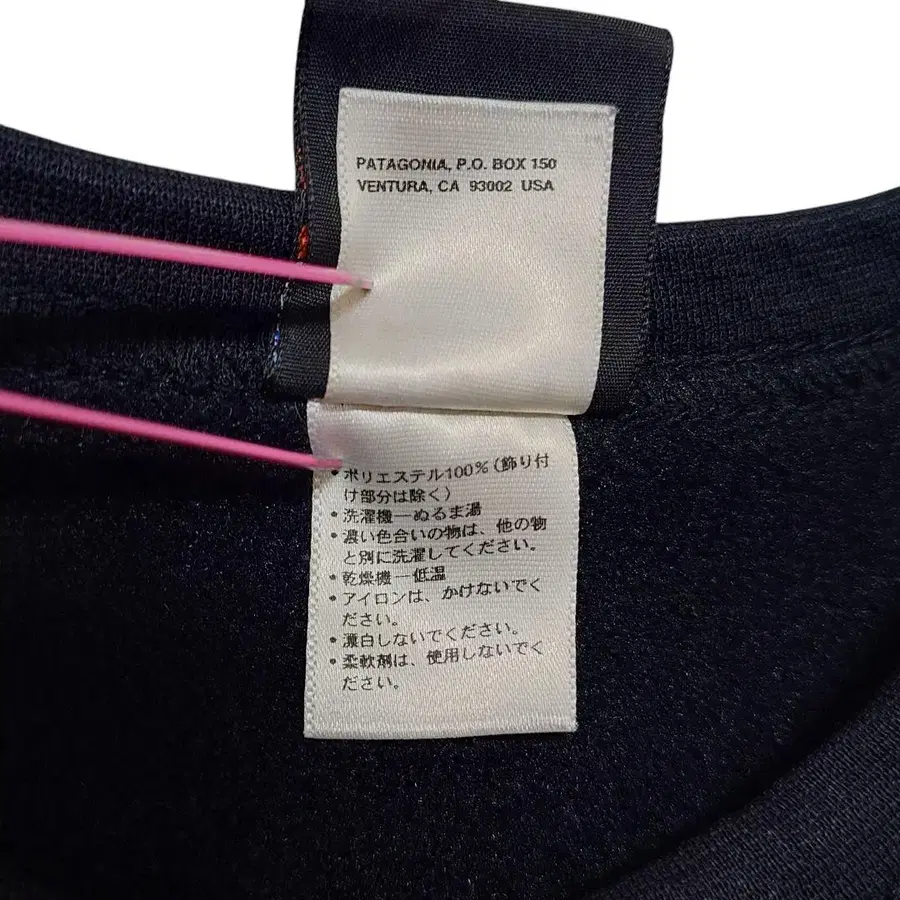 PATAGONIA, P.O. BOX 150
VENTURA, CA 93002 USA
• ポリエステル100%(飾り付
け部分は除く)
• 洗濯機—ぬるま湯
• 濃い色合いの物は、他の物
と別に洗濯してください。
• 乾燥機—低温
• アイロンは、かけないでく
ださい。
• 漂白しないでください。
• 柔軟剤は、使用しないでく
ださい。